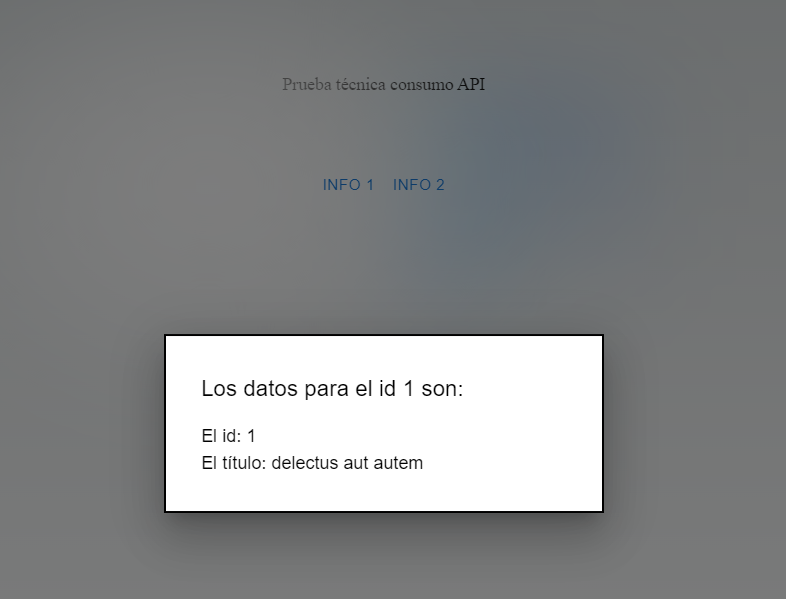 Prueba técnica consumo API
INFO 1 INFO 2
Los datos para el id 1 son:
El id: 1
El título: delectus aut autem